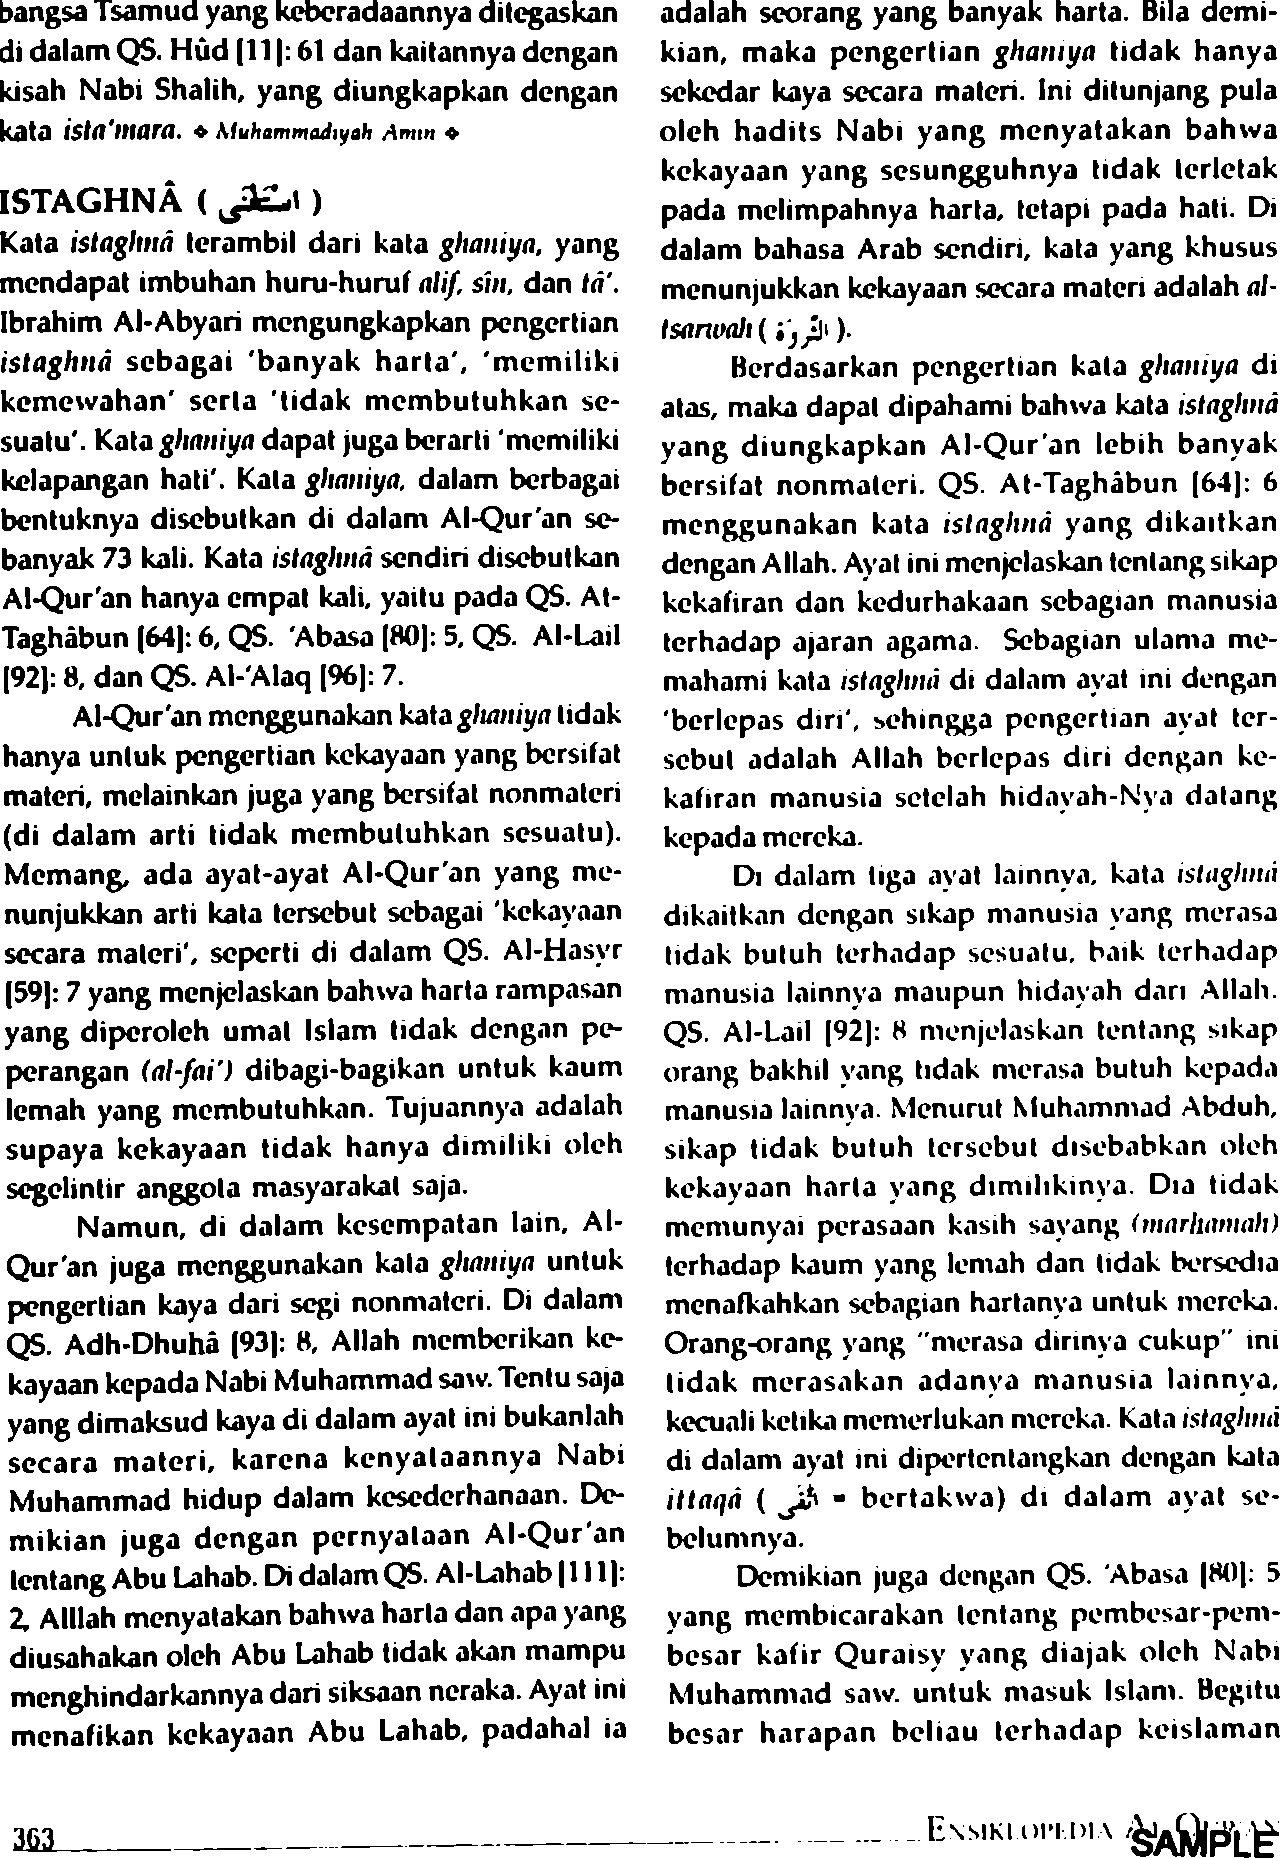 bangsa Tsamud yang keberadaannya ditegaskan
di dalam QS. Hûd [11]: 61 dan kaitannya dengan
kisah Nabi Shalih, yang diungkapkan dengan
kata ista'mara. ◆ Muhammadiyah Amin ◆
ISTAGHNÂ ( اِسْتَغْنَى )
Kata istaghnâ terambil dari kata ghaniya, yang
mendapat imbuhan huru-huruf alif, sîn, dan tâ'.
Ibrahim Al-Abyari mengungkapkan pengertian
istaghnâ sebagai 'banyak harta', 'memiliki
kemewahan' serta 'tidak membutuhkan se-
suatu'. Kata ghaniya dapat juga berarti 'memiliki
kelapangan hati'. Kata ghaniya, dalam berbagai
bentuknya disebutkan di dalam Al-Qur'an se-
banyak 73 kali. Kata istaghnâ sendiri disebutkan
Al-Qur'an hanya empat kali, yaitu pada QS. At-
Taghâbun [64]: 6, QS. 'Abasa [80]: 5, QS. Al-Lail
[92]: 8, dan QS. Al-'Alaq [96]: 7.
Al-Qur'an menggunakan kata ghaniya tidak
hanya untuk pengertian kekayaan yang bersifat
materi, melainkan juga yang bersifat nonmateri
(di dalam arti tidak membutuhkan sesuatu).
Memang, ada ayat-ayat Al-Qur'an yang me-
nunjukkan arti kata tersebut sebagai 'kekayaan
secara materi', seperti di dalam QS. Al-Hasyr
[59]: 7 yang menjelaskan bahwa harta rampasan
yang diperoleh umat Islam tidak dengan pe-
perangan (al-fai') dibagi-bagikan untuk kaum
lemah yang membutuhkan. Tujuannya adalah
supaya kekayaan tidak hanya dimiliki oleh
segelintir anggota masyarakat saja.
Namun, di dalam kesempatan lain, Al-
Qur'an juga menggunakan kata ghaniya untuk
pengertian kaya dari segi nonmateri. Di dalam
QS. Adh-Dhuhâ [93]: 8, Allah memberikan ke-
kayaan kepada Nabi Muhammad saw. Tentu saja
yang dimaksud kaya di dalam ayat ini bukanlah
secara materi, karena kenyataannya Nabi
Muhammad hidup dalam kesederhanaan. De-
mikian juga dengan pernyataan Al-Qur'an
tentang Abu Lahab. Di dalam QS. Al-Lahab [111]:
2, Alllah menyatakan bahwa harta dan apa yang
diusahakan oleh Abu Lahab tidak akan mampu
menghindarkannya dari siksaan neraka. Ayat ini
menafikan kekayaan Abu Lahab, padahal ia
adalah seorang yang banyak harta. Bila demi-
kian, maka pengertian ghaniya tidak hanya
sekedar kaya secara materi. Ini ditunjang pula
oleh hadits Nabi yang menyatakan bahwa
kekayaan yang sesungguhnya tidak terletak
pada melimpahnya harta, tetapi pada hati. Di
dalam bahasa Arab sendiri, kata yang khusus
menunjukkan kekayaan secara materi adalah al-
tsarwah ( الثَّرْوَةُ ).
Berdasarkan pengertian kata ghaniya di
atas, maka dapat dipahami bahwa kata istaghnâ
yang diungkapkan Al-Qur'an lebih banyak
bersifat nonmateri. QS. At-Taghâbun [64]: 6
menggunakan kata istaghnâ yang dikaitkan
dengan Allah. Ayat ini menjelaskan tentang sikap
kekafiran dan kedurhakaan sebagian manusia
terhadap ajaran agama. Sebagian ulama me-
mahami kata istaghnâ di dalam ayat ini dengan
'berlepas diri', sehingga pengertian ayat ter-
sebut adalah Allah berlepas diri dengan ke-
kafiran manusia setelah hidayah-Nya datang
kepada mereka.
Di dalam tiga ayat lainnya, kata istaghnâ
dikaitkan dengan sikap manusia yang merasa
tidak butuh terhadap sesuatu, baik terhadap
manusia lainnya maupun hidayah dari Allah.
QS. Al-Lail [92]: 8 menjelaskan tentang sikap
orang bakhil yang tidak merasa butuh kepada
manusia lainnya. Menurut Muhammad Abduh,
sikap tidak butuh tersebut disebabkan oleh
kekayaan harta yang dimilikinya. Dia tidak
memunyai perasaan kasih sayang (marhamah)
terhadap kaum yang lemah dan tidak bersedia
menafkahkan sebagian hartanya untuk mereka.
Orang-orang yang "merasa dirinya cukup" ini
tidak merasakan adanya manusia lainnya,
kecuali ketika memerlukan mereka. Kata istaghnâ
di dalam ayat ini dipertentangkan dengan kata
ittaqâ ( اتَّقَى = bertakwa) di dalam ayat se-
belumnya.
Demikian juga dengan QS. 'Abasa [80]: 5
yang membicarakan tentang pembesar-pem-
besar kafir Quraisy yang diajak oleh Nabi
Muhammad saw. untuk masuk Islam. Begitu
besar harapan beliau terhadap keislaman
363
ENSIKLOPEDIA
SAMPLE